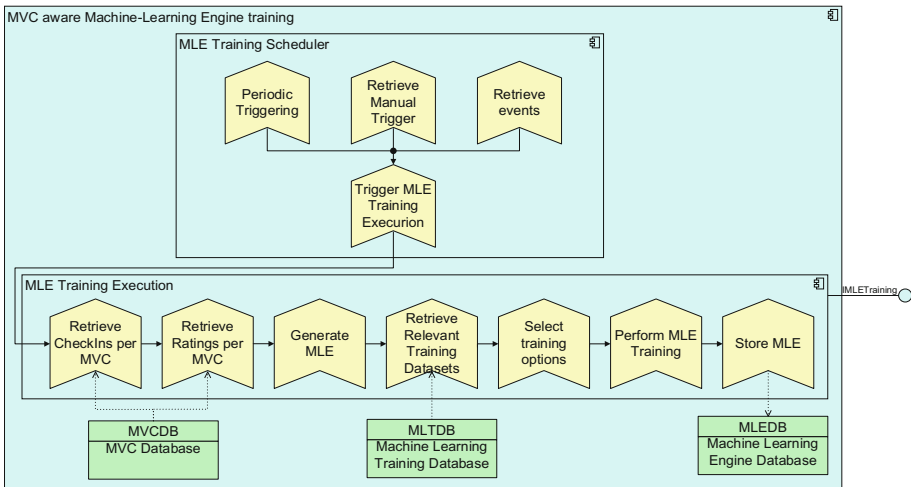 MVC aware Machine-Learning Engine training
MLE Training Scheduler
Periodic
Triggering
Retrieve
Manual
Trigger
Retrieve
events
Trigger MLE
Training
Execurion
MLE Training Execution
IMLETraining
Retrieve
CheckIns per
MVC
Retrieve
Ratings per
MVC
Generate
MLE
Retrieve
Relevant
Training
Datasets
Select
training
options
Perform MLE
Training
Store MLE
MVCDB
MVC Database
MLTDB
Machine Learning
Training Database
MLEDB
Machine Learning
Engine Database